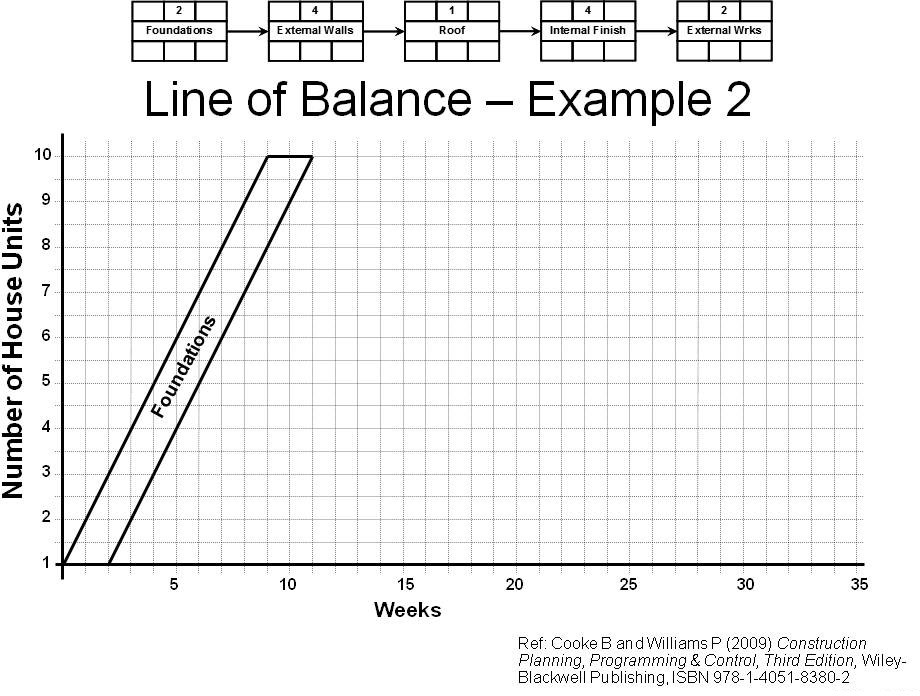 2 4 1 4 2
Foundations External Walls Roof Internal Finish External Wrks
Line of Balance – Example 2
Number of House Units
10
9
8
7
6
5
4
3
2
1
Foundations
5 10 15 20 25 30 35
Weeks
Ref: Cooke B and Williams P (2009) Construction
Planning, Programming & Control, Third Edition, Wiley-
Blackwell Publishing, ISBN 978-1-4051-8380-2